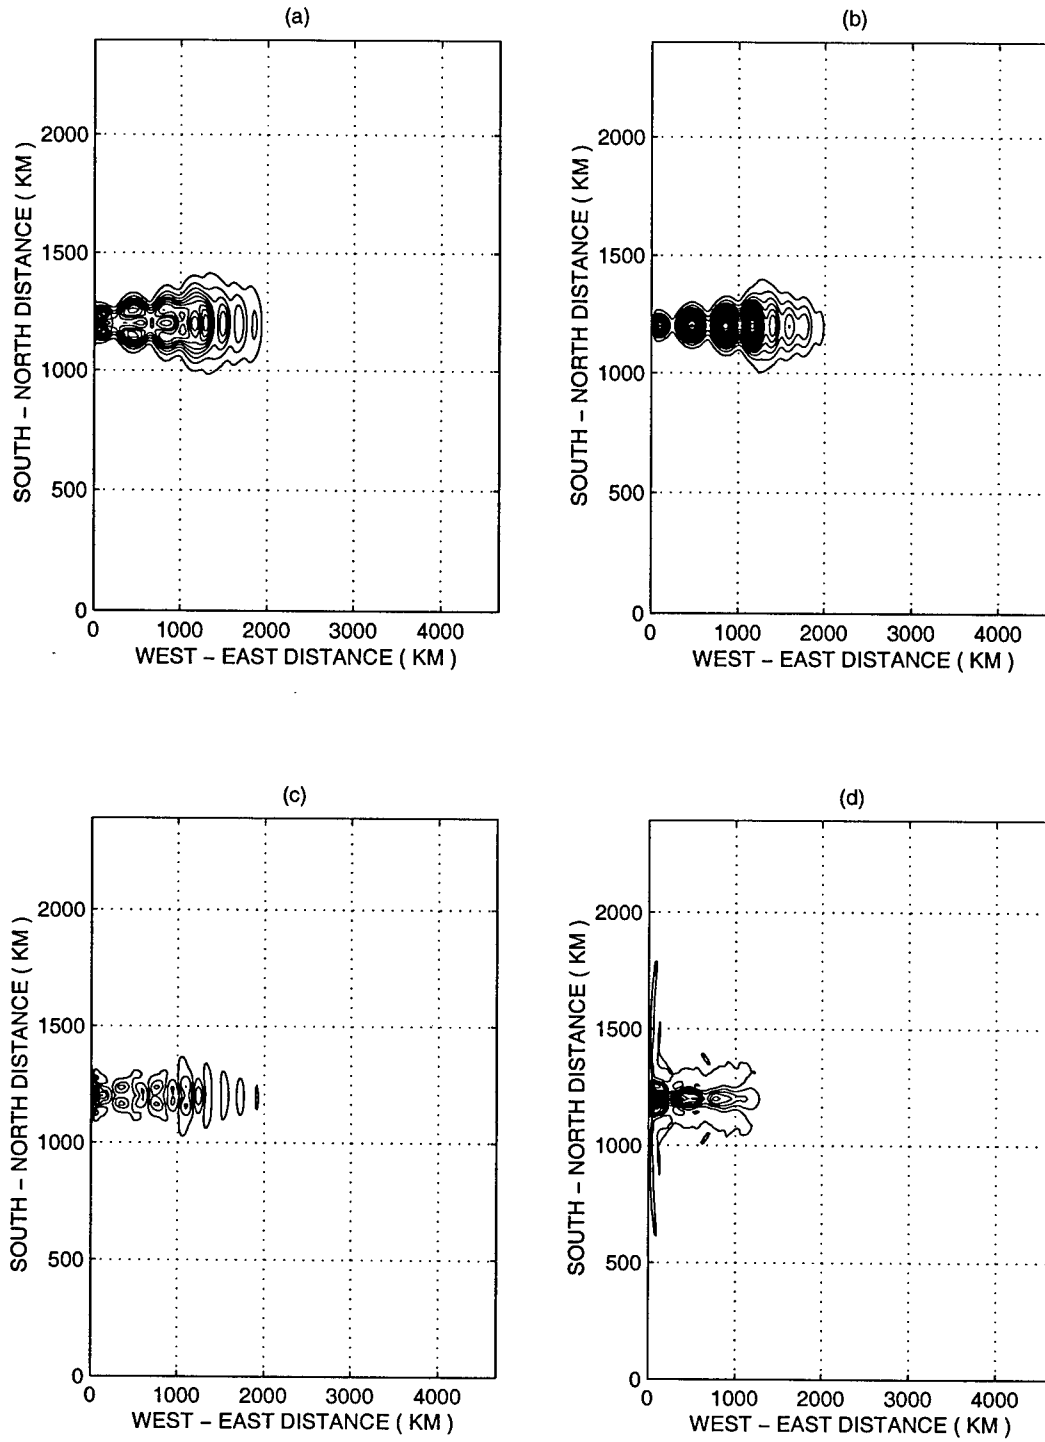 (a)
2000
1500
1000
500
0
0 1000 2000 3000 4000
SOUTH – NORTH DISTANCE ( KM )
WEST – EAST DISTANCE ( KM )
(b)
2000
1500
1000
500
0
0 1000 2000 3000 4000
SOUTH – NORTH DISTANCE ( KM )
WEST – EAST DISTANCE ( KM )
(c)
2000
1500
1000
500
0
0 1000 2000 3000 4000
SOUTH – NORTH DISTANCE ( KM )
WEST – EAST DISTANCE ( KM )
(d)
2000
1500
1000
500
0
0 1000 2000 3000 4000
SOUTH – NORTH DISTANCE ( KM )
WEST – EAST DISTANCE ( KM )